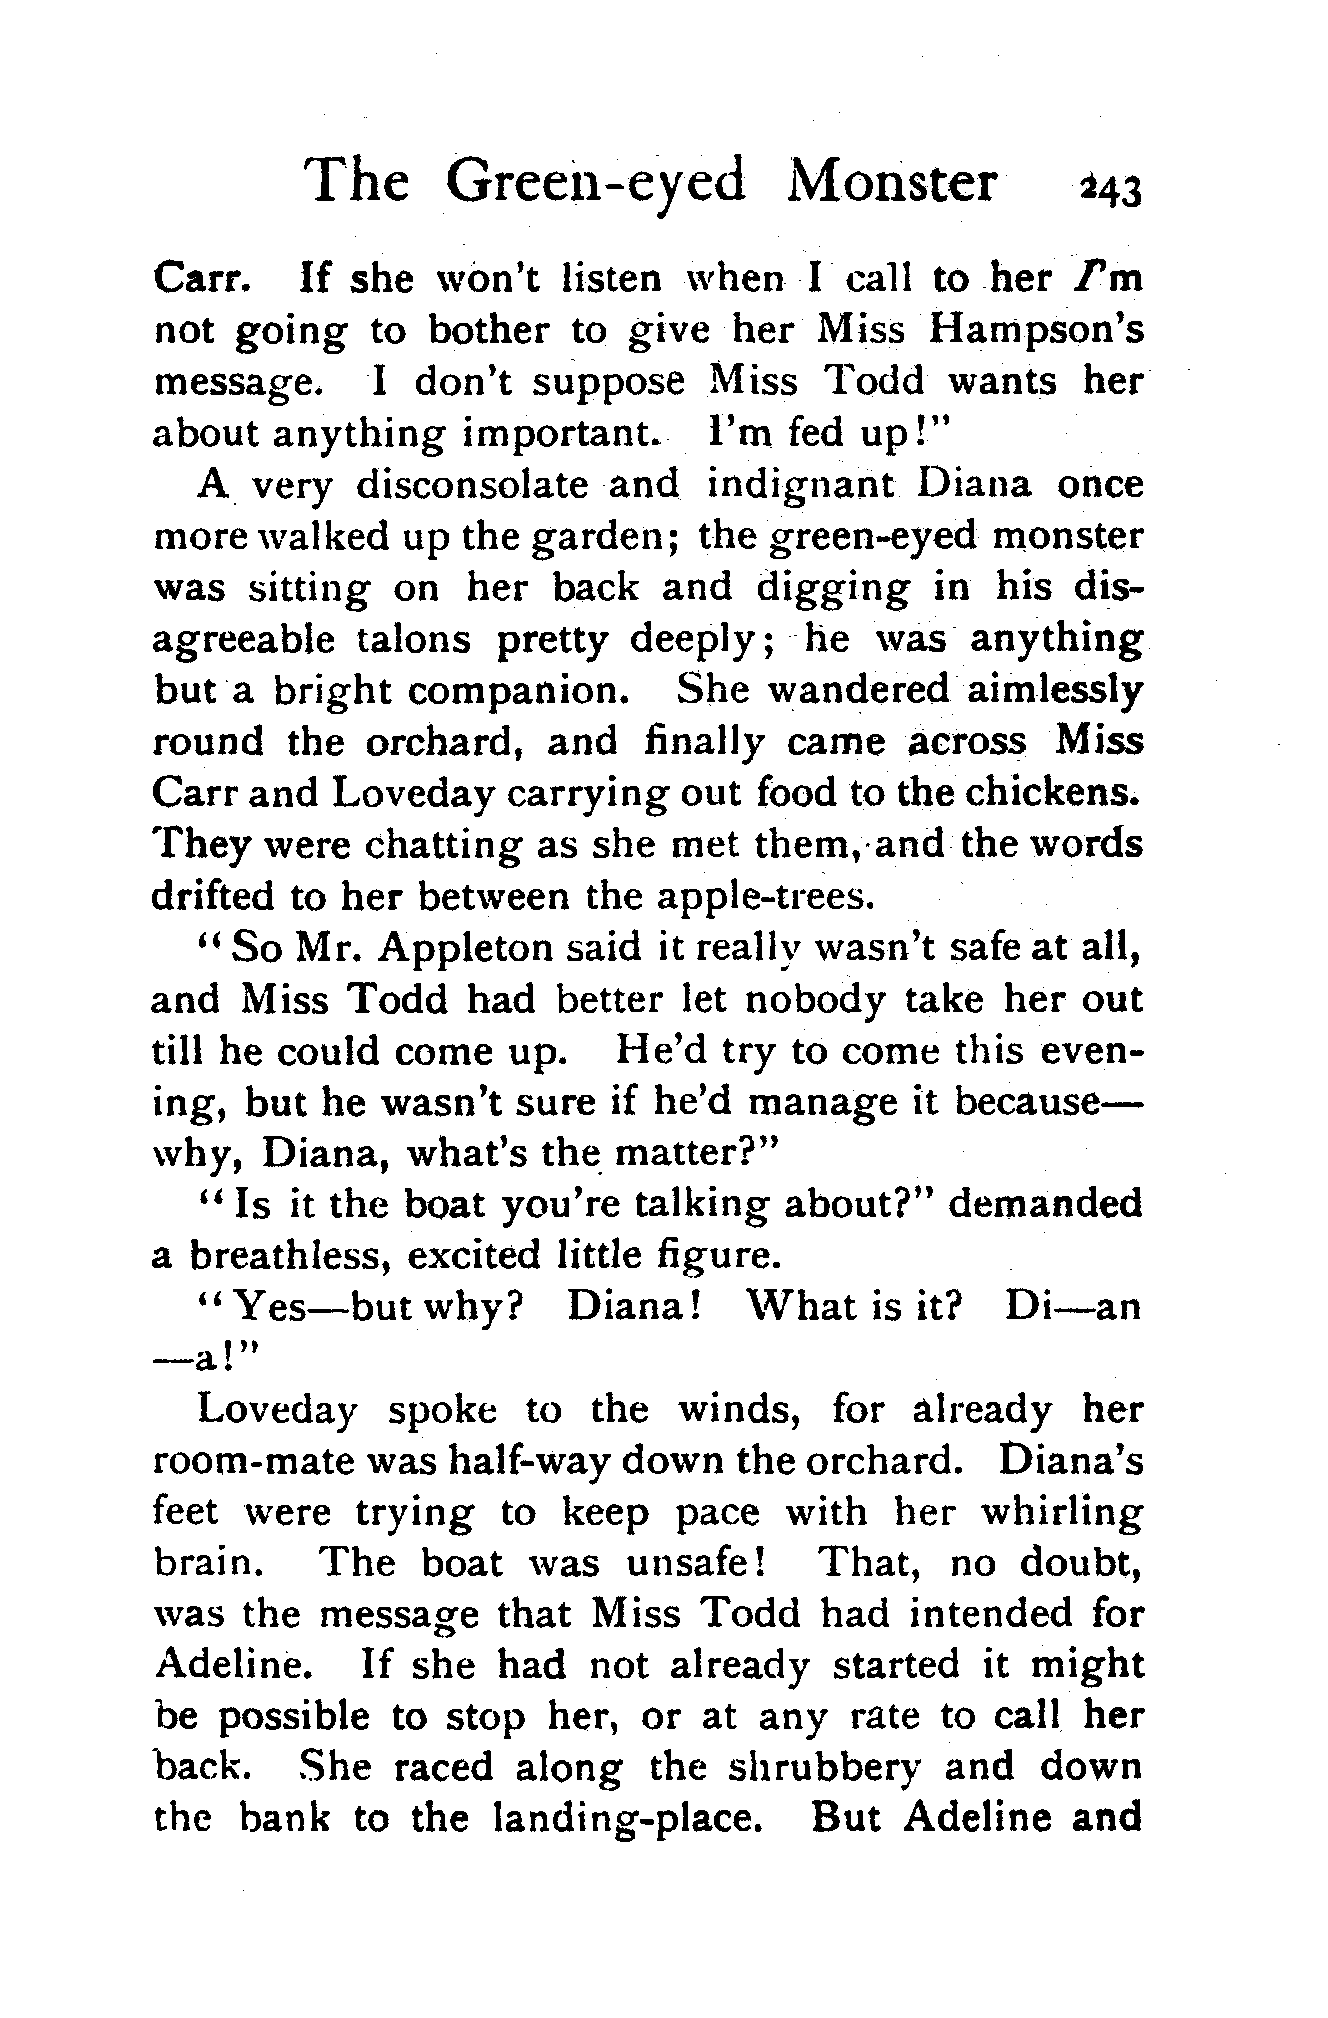 The Green-eyed Monster 243
Carr. If she won't listen when I call to her I'm
not going to bother to give her Miss Hampson's
message. I don't suppose Miss Todd wants her
about anything important. I'm fed up!"
A very disconsolate and indignant Diana once
more walked up the garden; the green-eyed monster
was sitting on her back and digging in his dis-
agreeable talons pretty deeply; he was anything
but a bright companion. She wandered aimlessly
round the orchard, and finally came across Miss
Carr and Loveday carrying out food to the chickens.
They were chatting as she met them, and the words
drifted to her between the apple-trees.
"So Mr. Appleton said it really wasn't safe at all,
and Miss Todd had better let nobody take her out
till he could come up. He'd try to come this even-
ing, but he wasn't sure if he'd manage it because—
why, Diana, what's the matter?"
"Is it the boat you're talking about?" demanded
a breathless, excited little figure.
"Yes—but why? Diana! What is it? Di—an
—a!"
Loveday spoke to the winds, for already her
room-mate was half-way down the orchard. Diana's
feet were trying to keep pace with her whirling
brain. The boat was unsafe! That, no doubt,
was the message that Miss Todd had intended for
Adeline. If she had not already started it might
be possible to stop her, or at any rate to call her
back. She raced along the shrubbery and down
the bank to the landing-place. But Adeline and